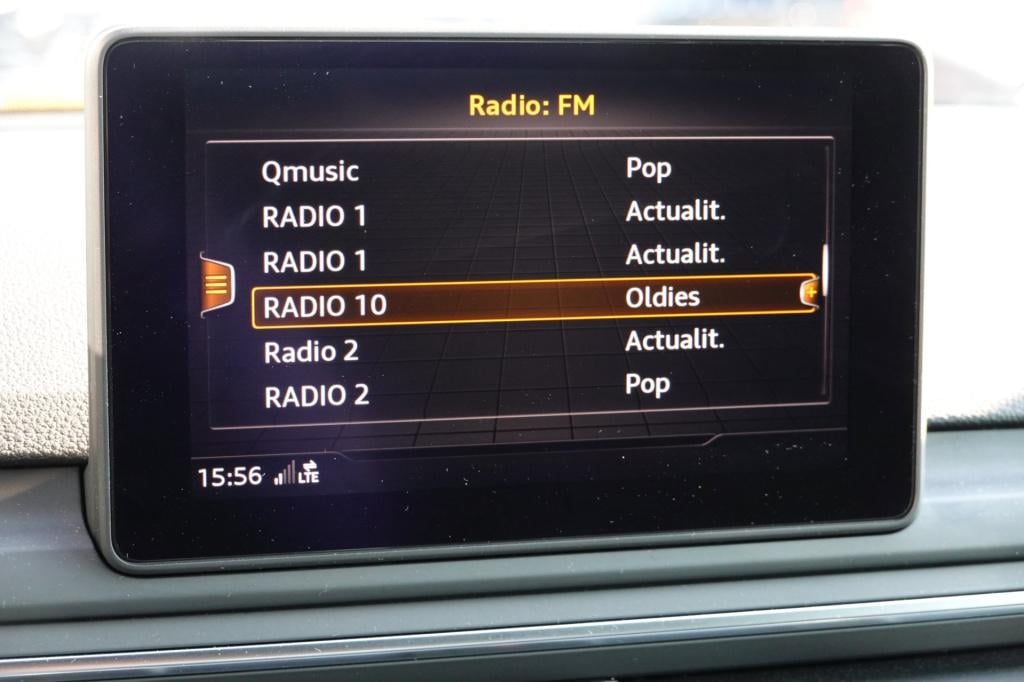 Radio: FM
Qmusic Pop
RADIO 1 Actualit.
RADIO 1 Actualit.
RADIO 10 Oldies
Radio 2 Actualit.
RADIO 2 Pop
15:56 LTE